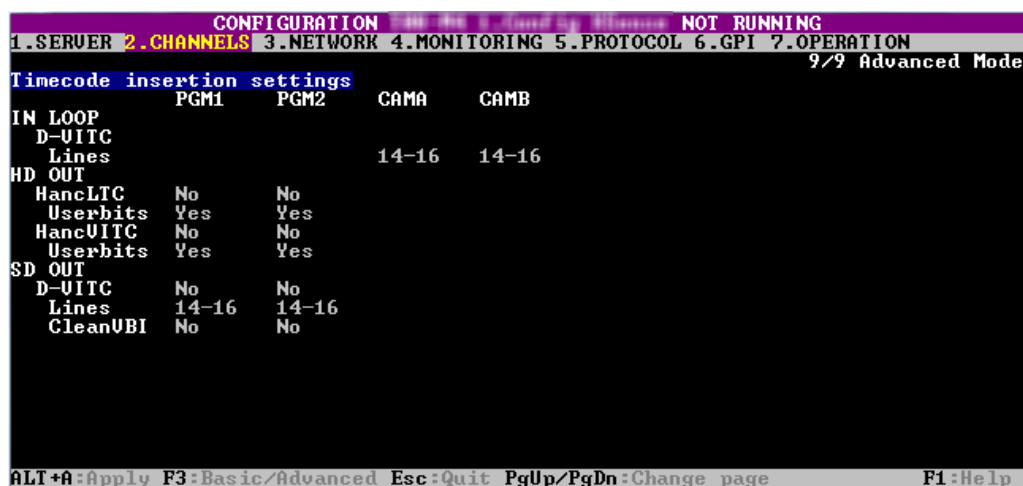 CONFIGURATION NOT RUNNING
1.SERVER 2.CHANNELS 3.NETWORK 4.MONITORING 5.PROTOCOL 6.GPI 7.OPERATION
9/9 Advanced Mode
Timecode insertion settings
PGM1 PGM2 CAMA CAMB
IN LOOP
D-VITC
Lines 14-16 14-16
HD OUT
HancLTC No No
Userbits Yes Yes
HancVITC No No
Userbits Yes Yes
SD OUT
D-VITC No No
Lines 14-16 14-16
CleanVBI No No
ALT+A:Apply F3:Basic/Advanced Esc:Quit PgUp/PgDn:Change page F1:Help